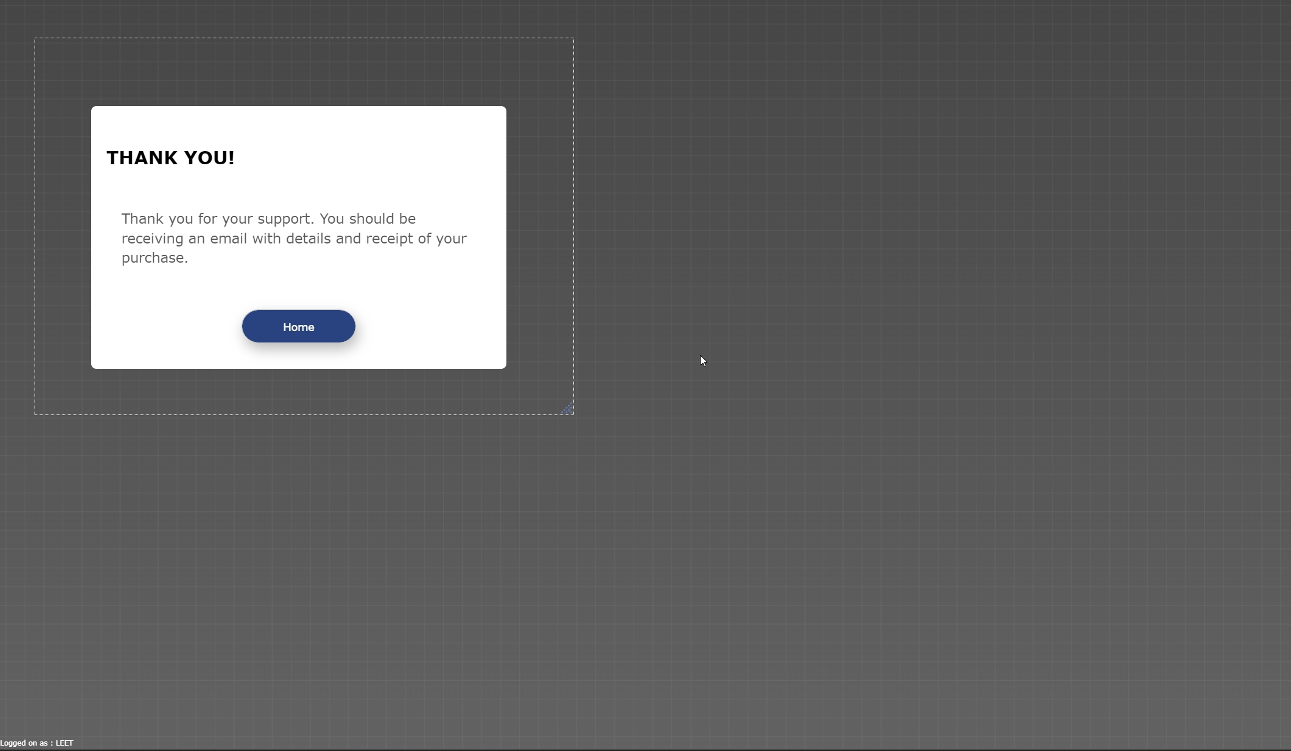 THANK YOU!
Thank you for your support. You should be
receiving an email with details and receipt of your
purchase.
Home
Logged on as : LEET